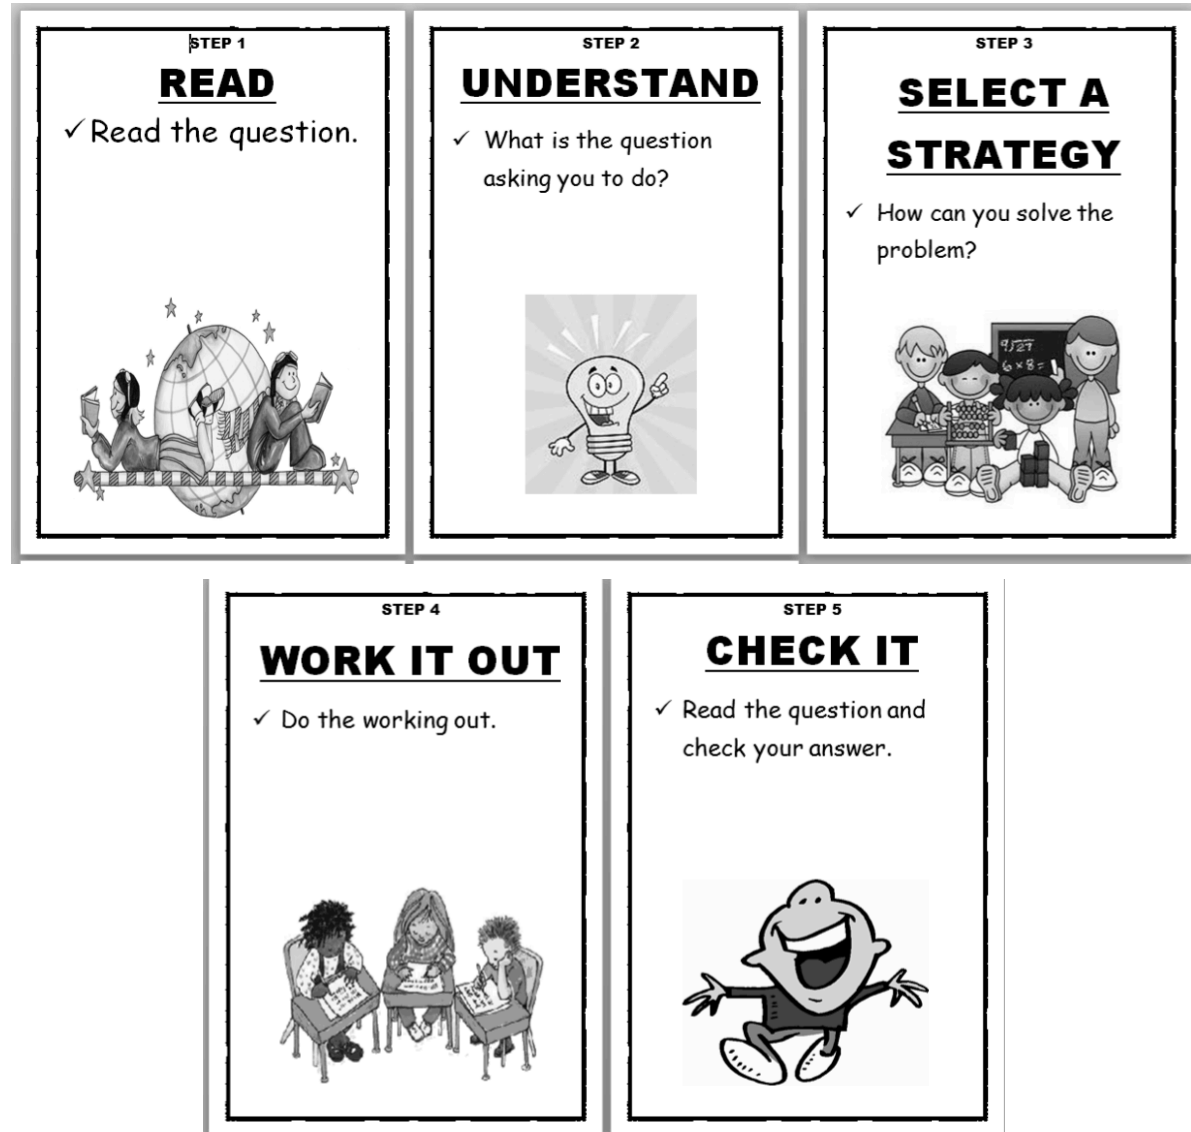 STEP 1
READ
✓ Read the question.
STEP 2
UNDERSTAND
✓ What is the question
asking you to do?
STEP 3
SELECT A
STRATEGY
✓ How can you solve the
problem?
6 x 8 =
STEP 4
WORK IT OUT
✓ Do the working out.
STEP 5
CHECK IT
✓ Read the question and
check your answer.